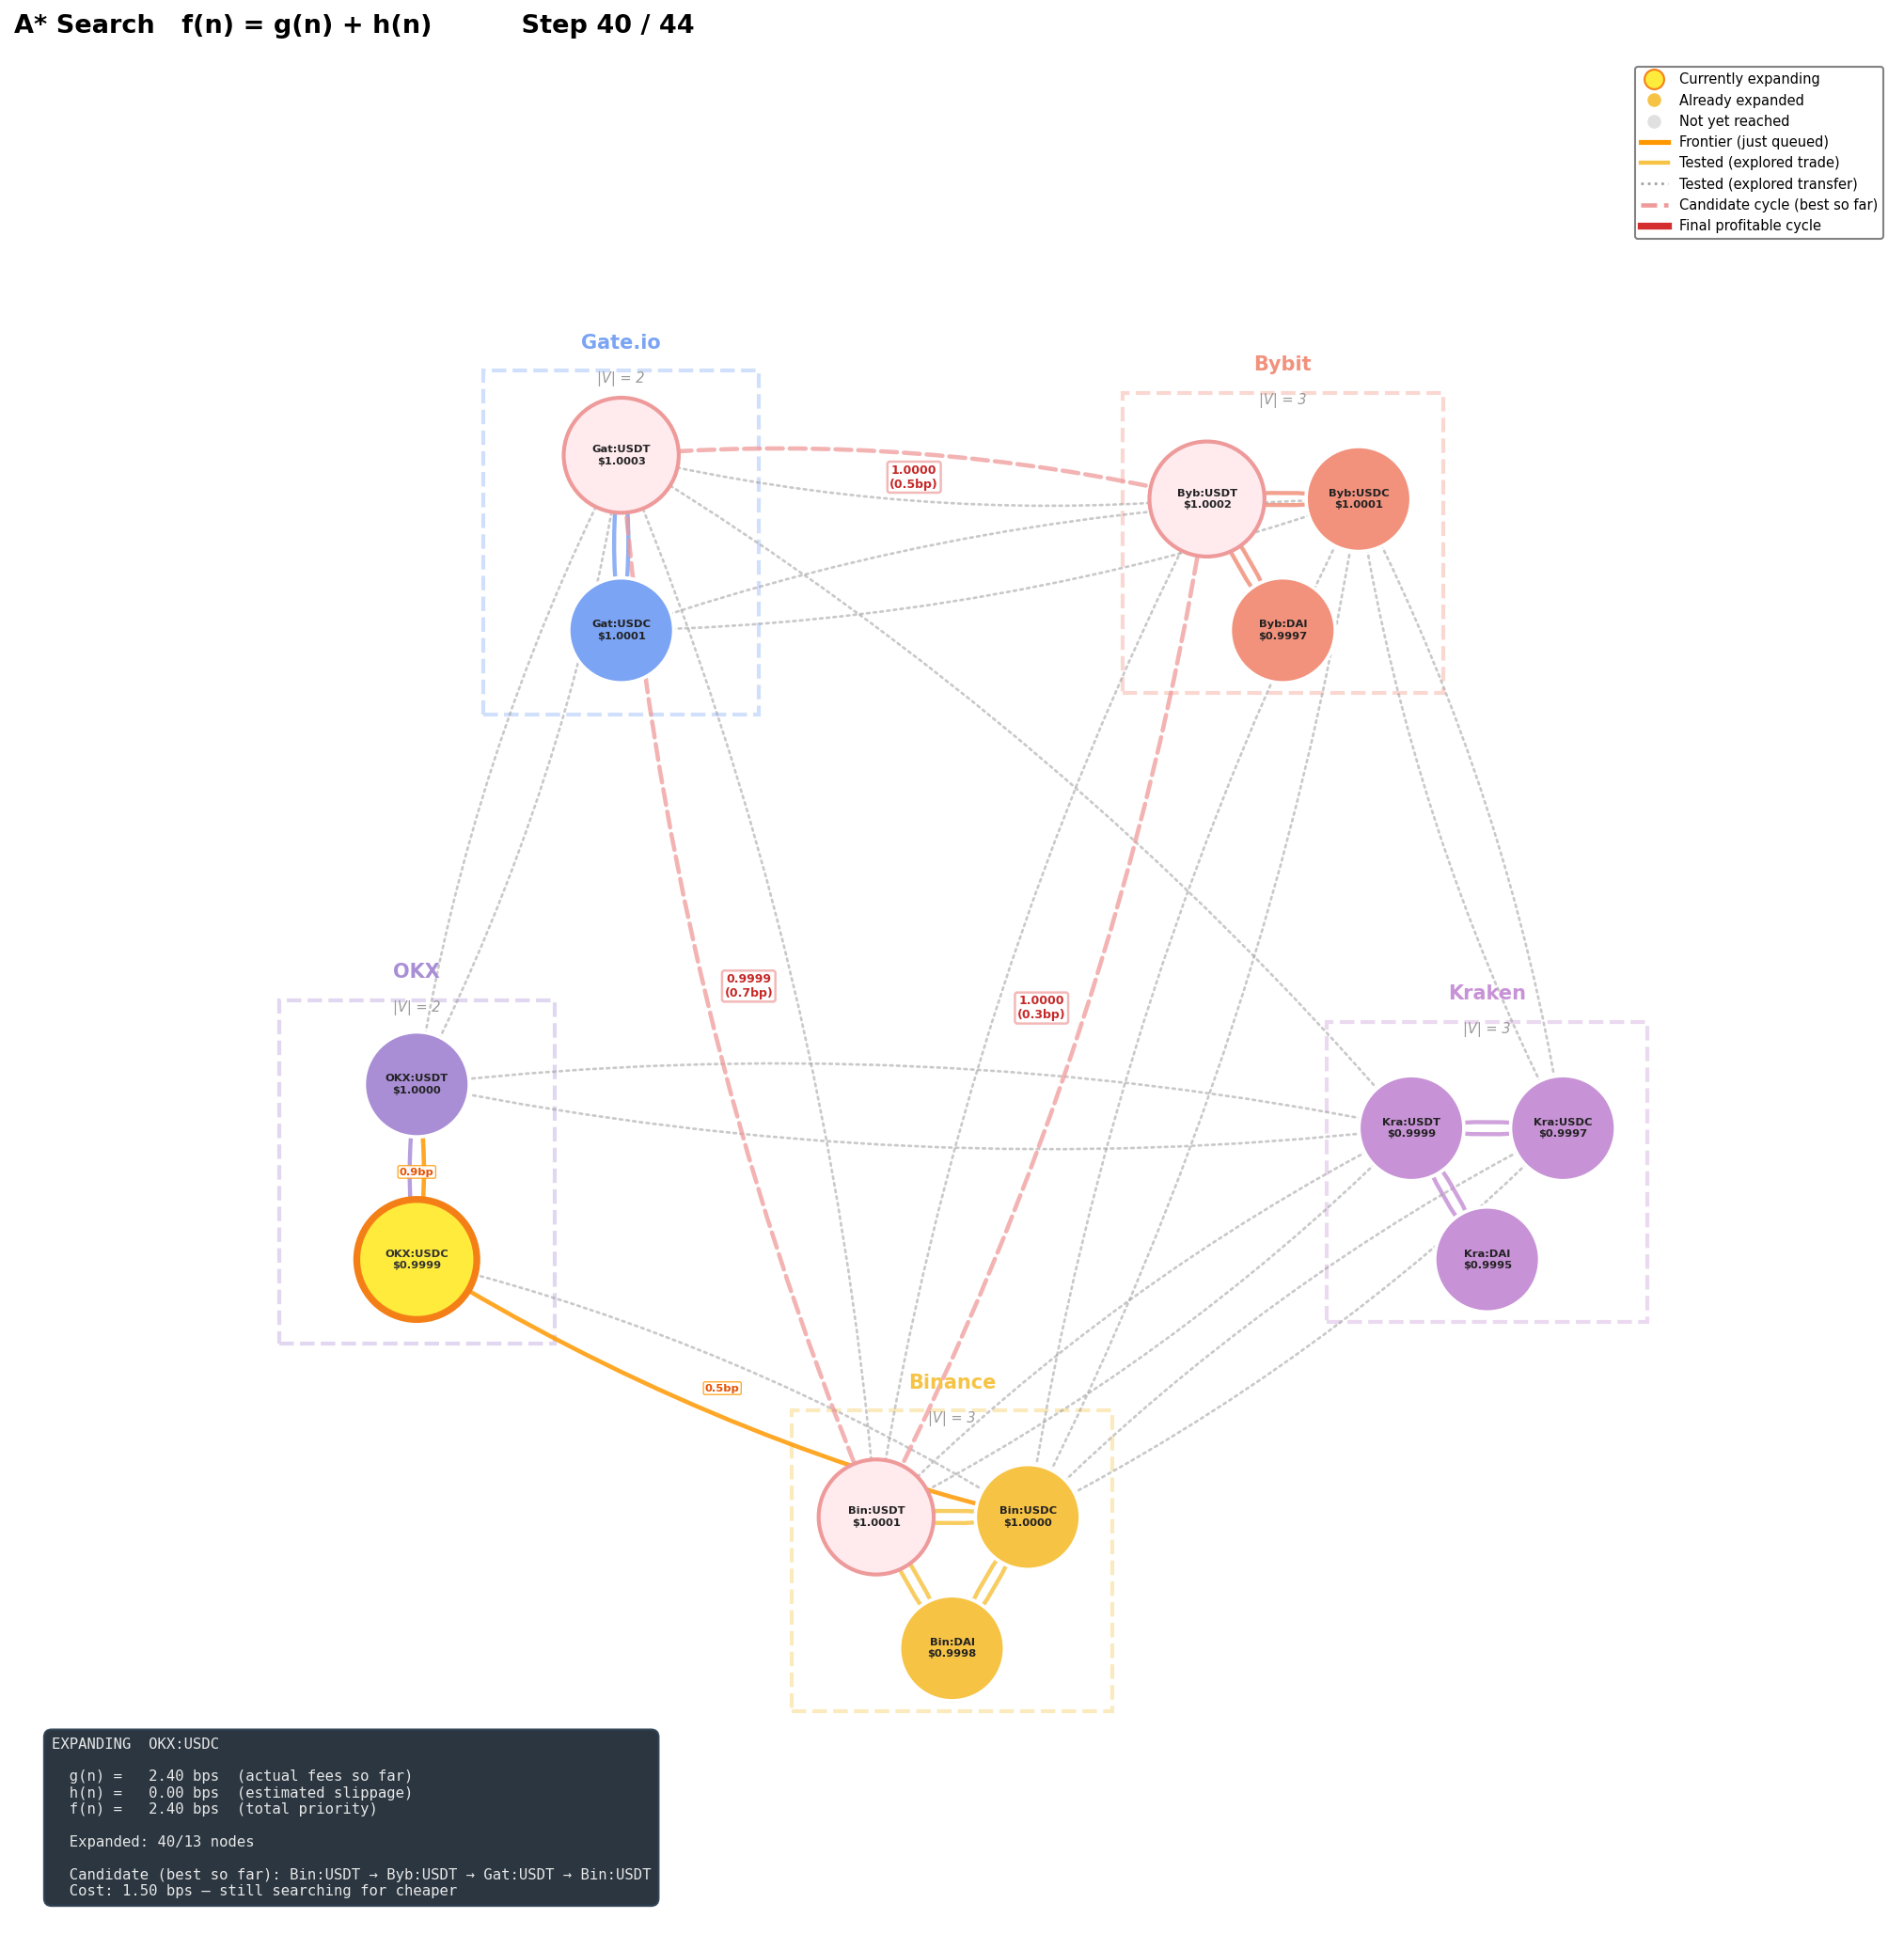 A* Search   f(n) = g(n) + h(n)          Step 40 / 44
Currently expanding
Already expanded
Not yet reached
Frontier (just queued)
Tested (explored trade)
Tested (explored transfer)
Candidate cycle (best so far)
Final profitable cycle
Gate.io
|V| = 2
Gat:USDT
$1.0003
Gat:USDC
$1.0001
Bybit
|V| = 3
Byb:USDT
$1.0002
Byb:USDC
$1.0001
Byb:DAI
$0.9997
1.0000
(0.5bp)
0.9999
(0.7bp)
1.0000
(0.3bp)
OKX
|V| = 2
OKX:USDT
$1.0000
0.9bp
OKX:USDC
$0.9999
Kraken
|V| = 3
Kra:USDT
$0.9999
Kra:USDC
$0.9997
Kra:DAI
$0.9995
0.5bp
Binance
|V| = 3
Bin:USDT
$1.0001
Bin:USDC
$1.0000
Bin:DAI
$0.9998
EXPANDING  OKX:USDC
g(n) =   2.40 bps  (actual fees so far)
h(n) =   0.00 bps  (estimated slippage)
f(n) =   2.40 bps  (total priority)
Expanded: 40/13 nodes
Candidate (best so far): Bin:USDT → Byb:USDT → Gat:USDT → Bin:USDT
Cost: 1.50 bps — still searching for cheaper